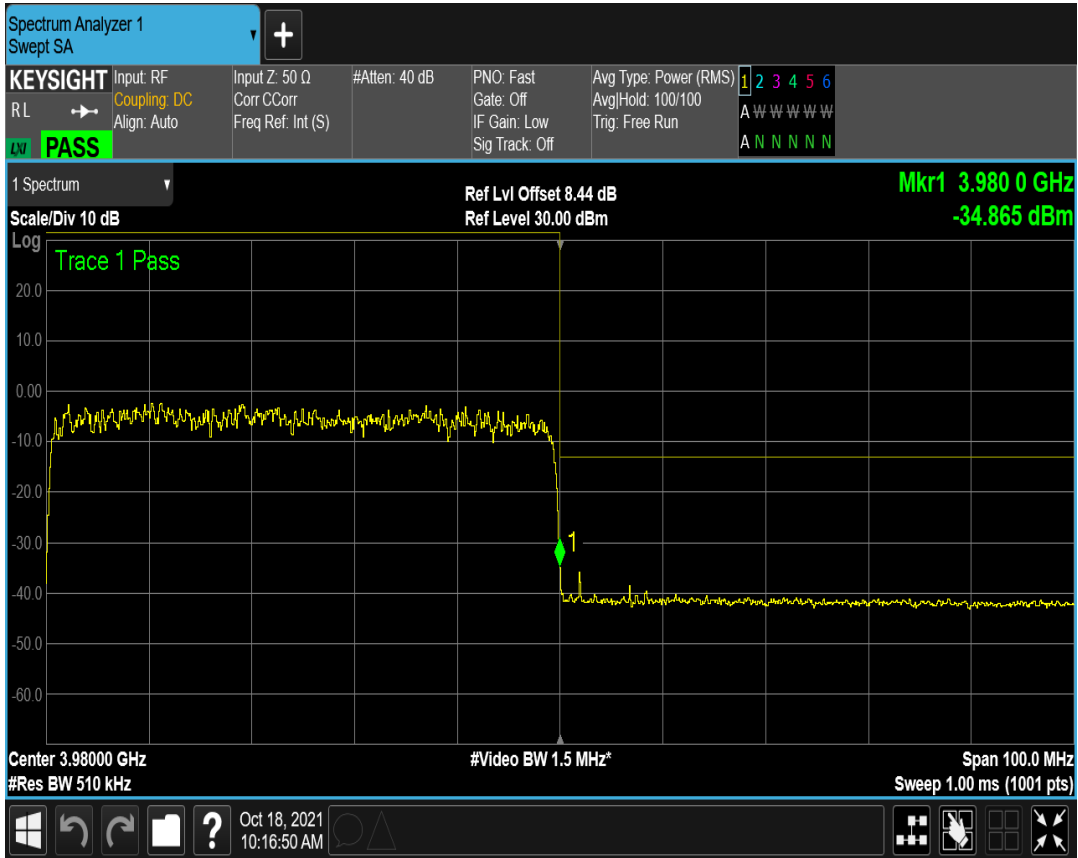 Spectrum Analyzer 1
Swept SA
+
KEYSIGHT
RL
LXI PASS
Input: RF
Coupling: DC
Align: Auto
Input Z: 50 Ω
Corr CCorr
Freq Ref: Int (S)
#Atten: 40 dB
PNO: Fast
Gate: Off
IF Gain: Low
Sig Track: Off
Avg Type: Power (RMS)
Avg|Hold: 100/100
Trig: Free Run
1 2 3 4 5 6
A W W W W W
A N N N N N
1 Spectrum
Scale/Div 10 dB
Ref Lvl Offset 8.44 dB
Ref Level 30.00 dBm
Mkr1 3.980 0 GHz
-34.865 dBm
Log
Trace 1 Pass
20.0
10.0
0.00
-10.0
-20.0
-30.0
1
-40.0
-50.0
-60.0
Center 3.98000 GHz
#Res BW 510 kHz
#Video BW 1.5 MHz*
Span 100.0 MHz
Sweep 1.00 ms (1001 pts)
?
Oct 18, 2021
10:16:50 AM